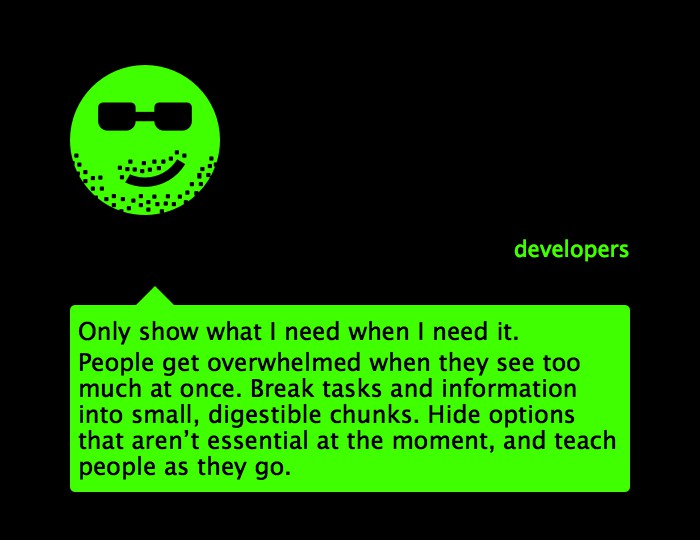 developers
Only show what I need when I need it.
People get overwhelmed when they see too
much at once. Break tasks and information
into small, digestible chunks. Hide options
that aren’t essential at the moment, and teach
people as they go.